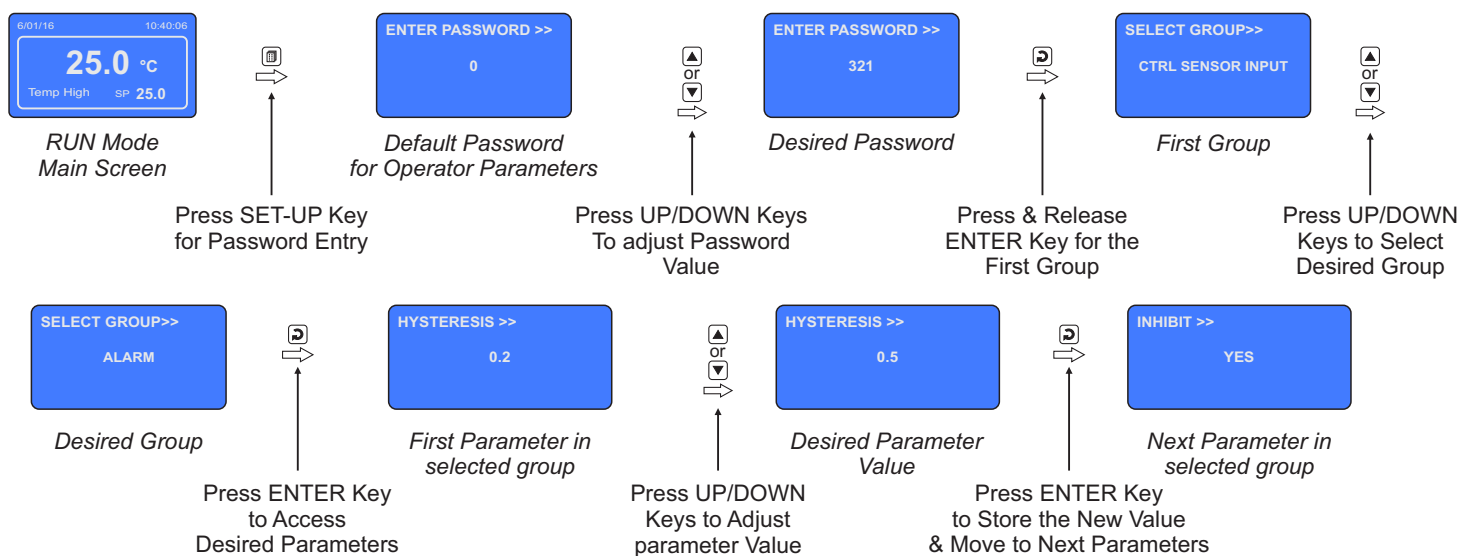 6/01/16 10:40:06
25.0 °C
Temp High SP 25.0
RUN Mode
Main Screen
Press SET-UP Key
for Password Entry
ENTER PASSWORD >>
0
Default Password
for Operator Parameters
or
Press UP/DOWN Keys
To adjust Password
Value
ENTER PASSWORD >>
321
Desired Password
Press & Release
ENTER Key for the
First Group
SELECT GROUP>>
CTRL SENSOR INPUT
First Group
or
Press UP/DOWN
Keys to Select
Desired Group
SELECT GROUP>>
ALARM
Desired Group
Press ENTER Key
to Access
Desired Parameters
HYSTERESIS >>
0.2
First Parameter in
selected group
or
Press UP/DOWN
Keys to Adjust
parameter Value
HYSTERESIS >>
0.5
Desired Parameter
Value
Press ENTER Key
to Store the New Value
& Move to Next Parameters
INHIBIT >>
YES
Next Parameter in
selected group